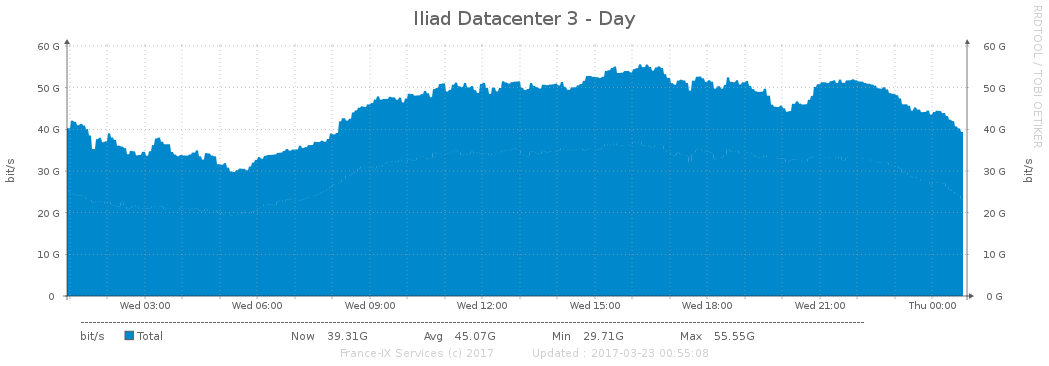 Iliad Datacenter 3 - Day
RRDTOOL / TOBI OETIKER
60 G 60 G
50 G 50 G
40 G 40 G
30 G 30 G
20 G 20 G
10 G 10 G
0 0 G
bit/s bit/s
Wed 03:00 Wed 06:00 Wed 09:00 Wed 12:00 Wed 15:00 Wed 18:00 Wed 21:00 Thu 00:00
bit/s Total Now 39.31G Avg 45.07G Min 29.71G Max 55.55G
France-IX Services (c) 2017 Updated : 2017-03-23 00:55:08